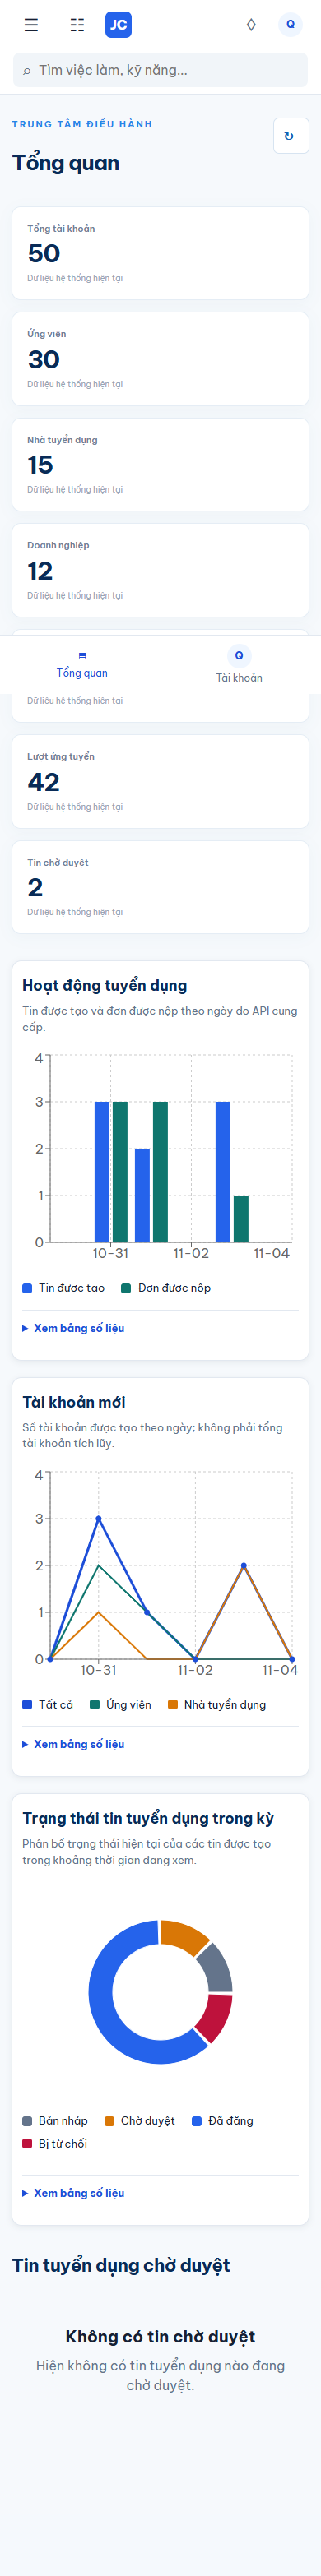 JC
Q
Tìm việc làm, kỹ năng...
TRUNG TÂM ĐIỀU HÀNH
Tổng quan
Tổng tài khoản
50
Dữ liệu hệ thống hiện tại
Ứng viên
30
Dữ liệu hệ thống hiện tại
Nhà tuyển dụng
15
Dữ liệu hệ thống hiện tại
Doanh nghiệp
12
Dữ liệu hệ thống hiện tại
Q
Tổng quan
Tài khoản
Dữ liệu hệ thống hiện tại
Lượt ứng tuyển
42
Dữ liệu hệ thống hiện tại
Tin chờ duyệt
2
Dữ liệu hệ thống hiện tại
Hoạt động tuyển dụng
Tin được tạo và đơn được nộp theo ngày do API cung
cấp.
4
3
2
1
0
10-31 11-02 11-04
Tin được tạo Đơn được nộp
Xem bảng số liệu
Tài khoản mới
Số tài khoản được tạo theo ngày; không phải tổng
tài khoản tích lũy.
4
3
2
1
0
10-31 11-02 11-04
Tất cả Ứng viên Nhà tuyển dụng
Xem bảng số liệu
Trạng thái tin tuyển dụng trong kỳ
Phân bố trạng thái hiện tại của các tin được tạo
trong khoảng thời gian đang xem.
Bản nháp Chờ duyệt Đã đăng
Bị từ chối
Xem bảng số liệu
Tin tuyển dụng chờ duyệt
Không có tin chờ duyệt
Hiện không có tin tuyển dụng nào đang
chờ duyệt.